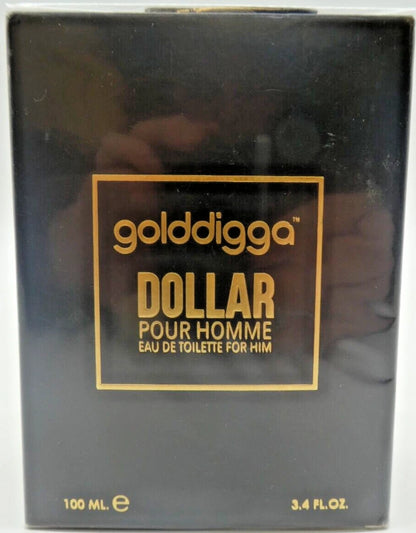 golddigga™
DOLLAR
POUR HOMME
EAU DE TOILETTE FOR HIM
100 ML. ℮
3.4 FL.OZ.